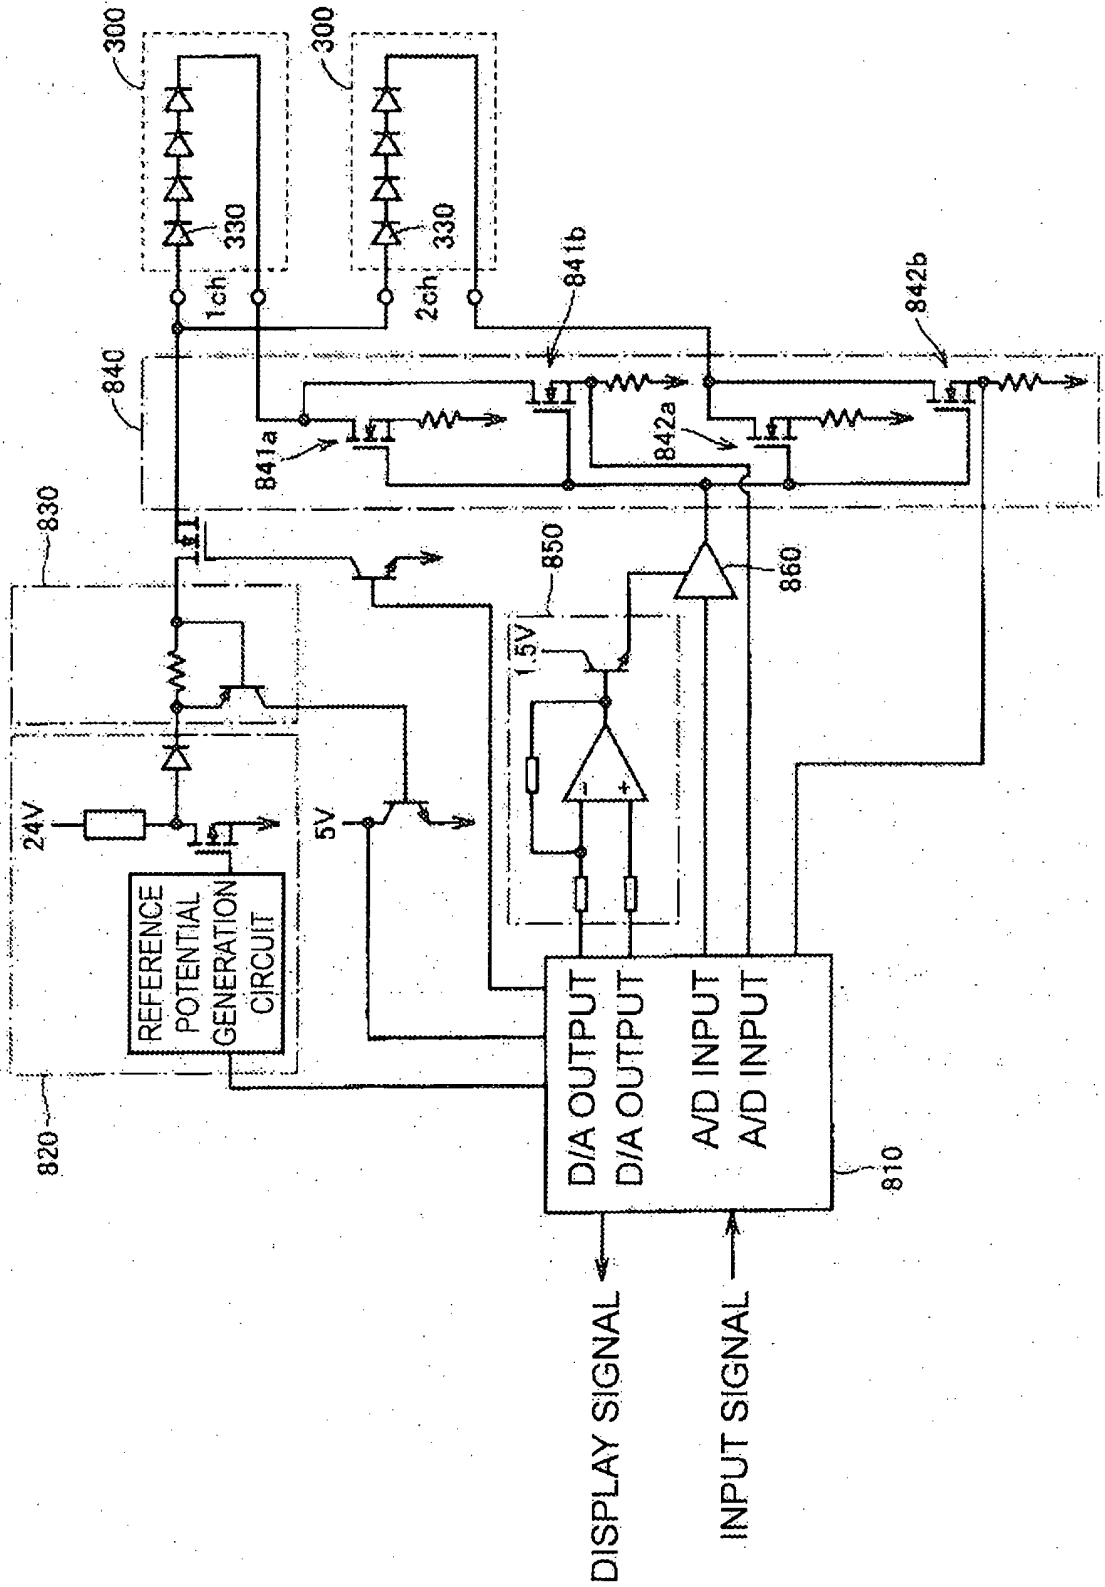 300
300
330
330
1ch
2ch
840
841a
841b
842a
842b
830
850
860
1.5V
24V
5V
REFERENCE
POTENTIAL
GENERATION
CIRCUIT
820
D/A OUTPUT
D/A OUTPUT
A/D INPUT
A/D INPUT
810
DISPLAY SIGNAL
INPUT SIGNAL
−
+